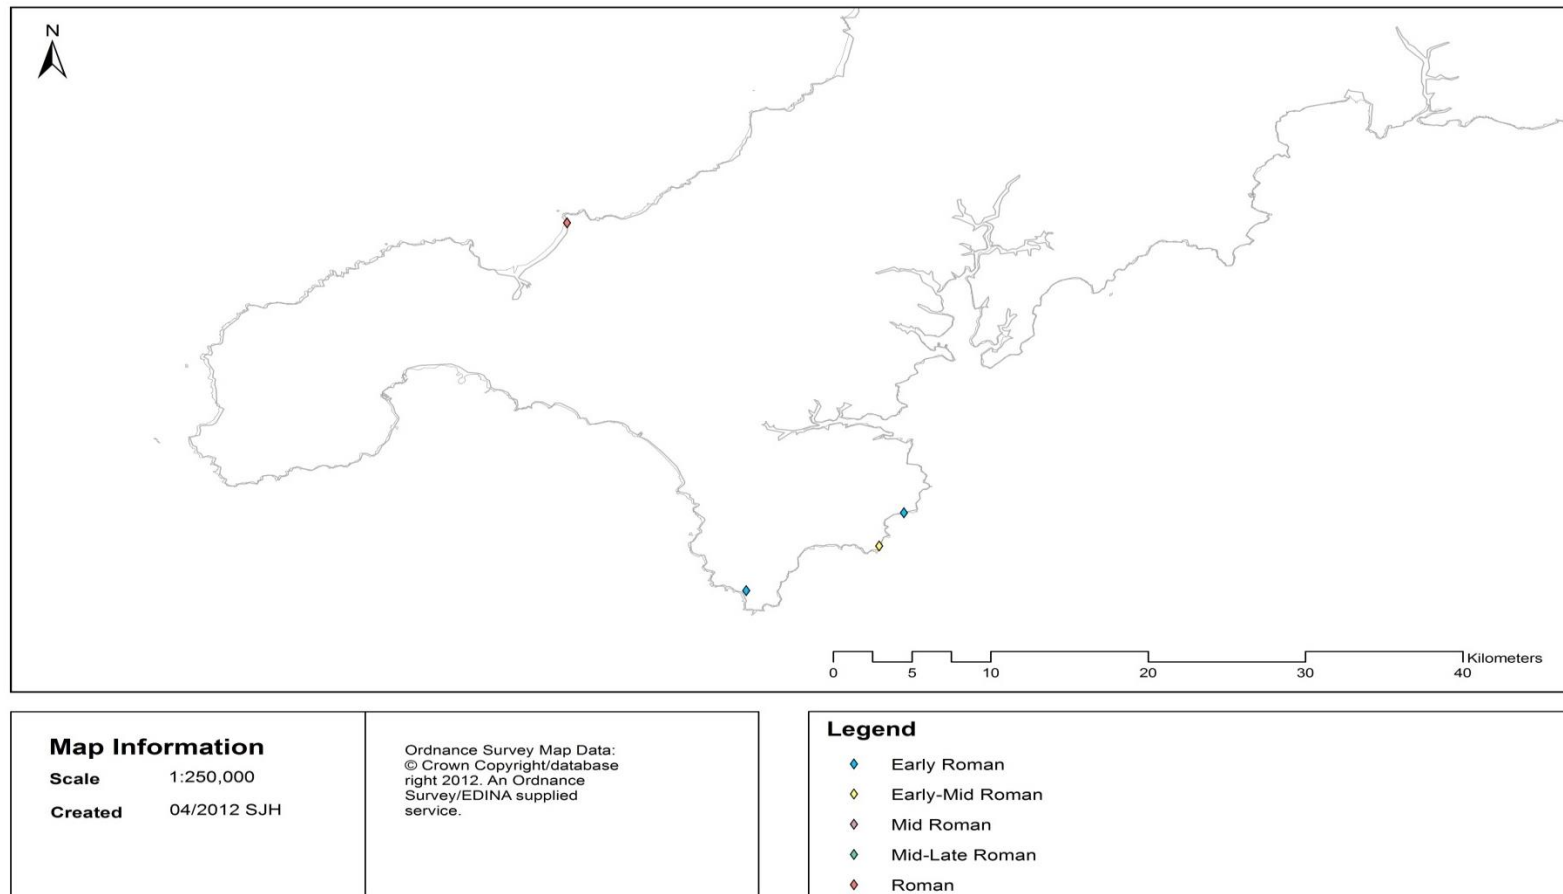 N
Kilometers
0 5 10 20 30 40
Map Information
Scale 1:250,000
Created 04/2012 SJH
Ordnance Survey Map Data:
© Crown Copyright/database
right 2012. An Ordnance
Survey/EDINA supplied
service.
Legend
Early Roman
Early-Mid Roman
Mid Roman
Mid-Late Roman
Roman